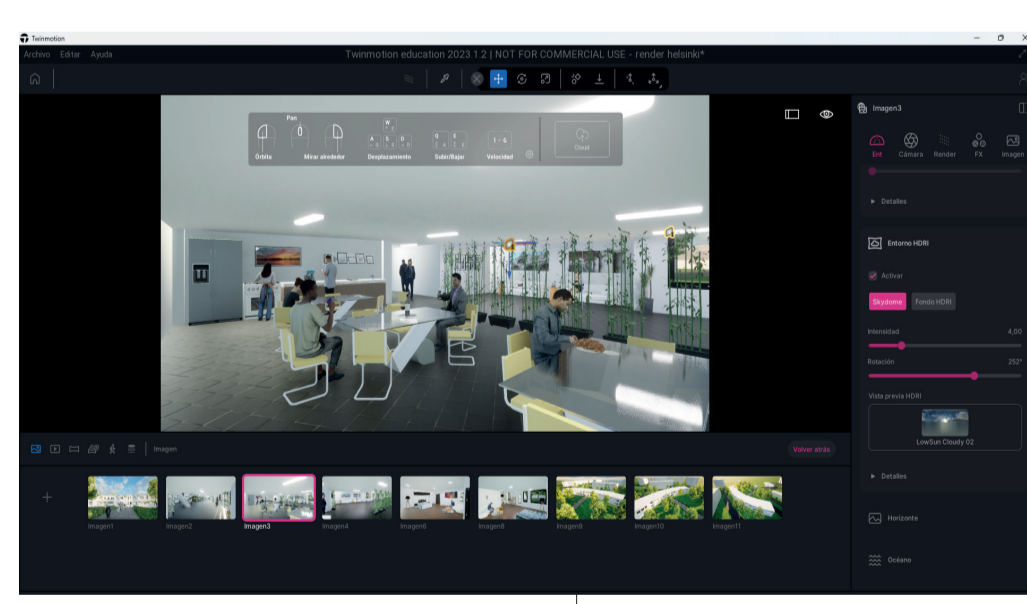 Twinmotion
Archivo Editar Ayuda
Twinmotion education 2023.1 2 | NOT FOR COMMERCIAL USE - render helsinki*
Imagen3
Pan
W
A S D
Q E
1 - 6
Órbita
Mirar alrededor
Desplazamiento
Subir/Bajar
Velocidad
Cloud
Ent
Cámara
Render
FX
Imagen
Detalles
Entorno HDRI
Activar
Skydome
Fondo HDRI
Intensidad 4,00
Rotación 252°
Vista previa HDRI
LowSun Cloudy 02
Detalles
Horizonte
Océano
Imagen
Volver atrás
Imagen1
Imagen2
Imagen3
Imagen4
Imagen6
Imagen8
Imagen9
Imagen10
Imagen11